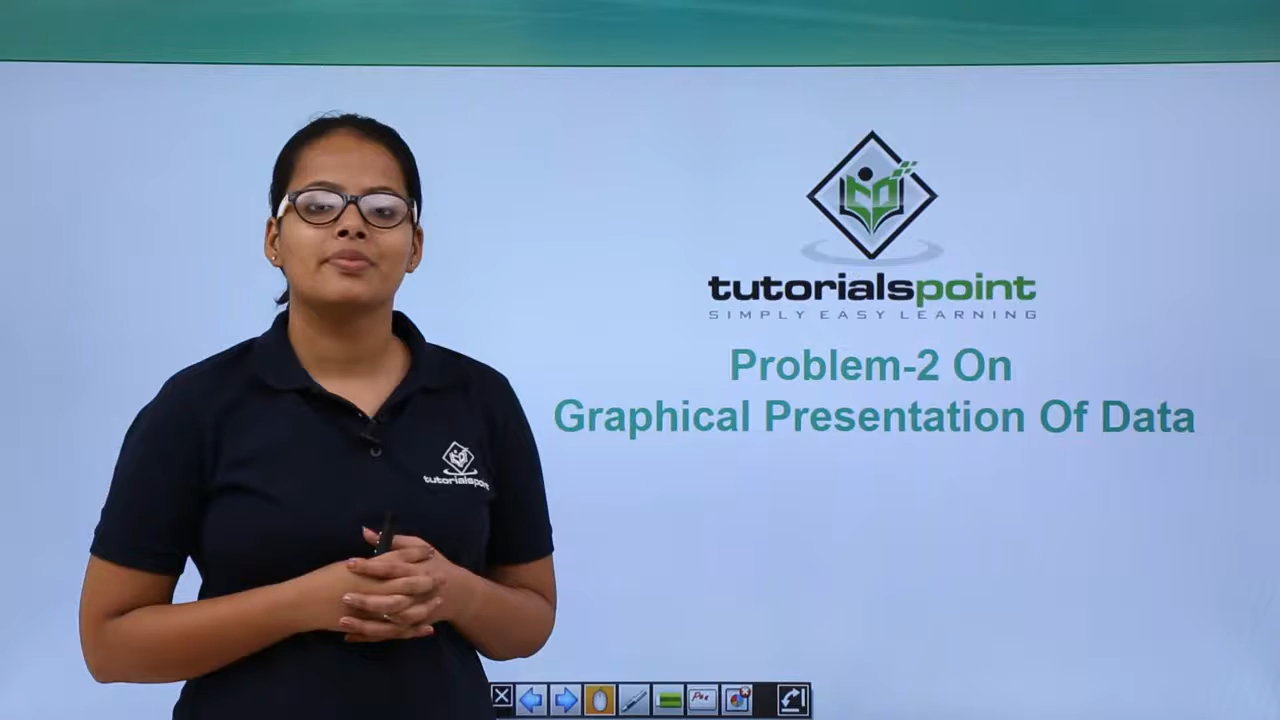 tutorialspoint
SIMPLY EASY LEARNING
Problem-2 On
Graphical Presentation Of Data
tutorialspoint